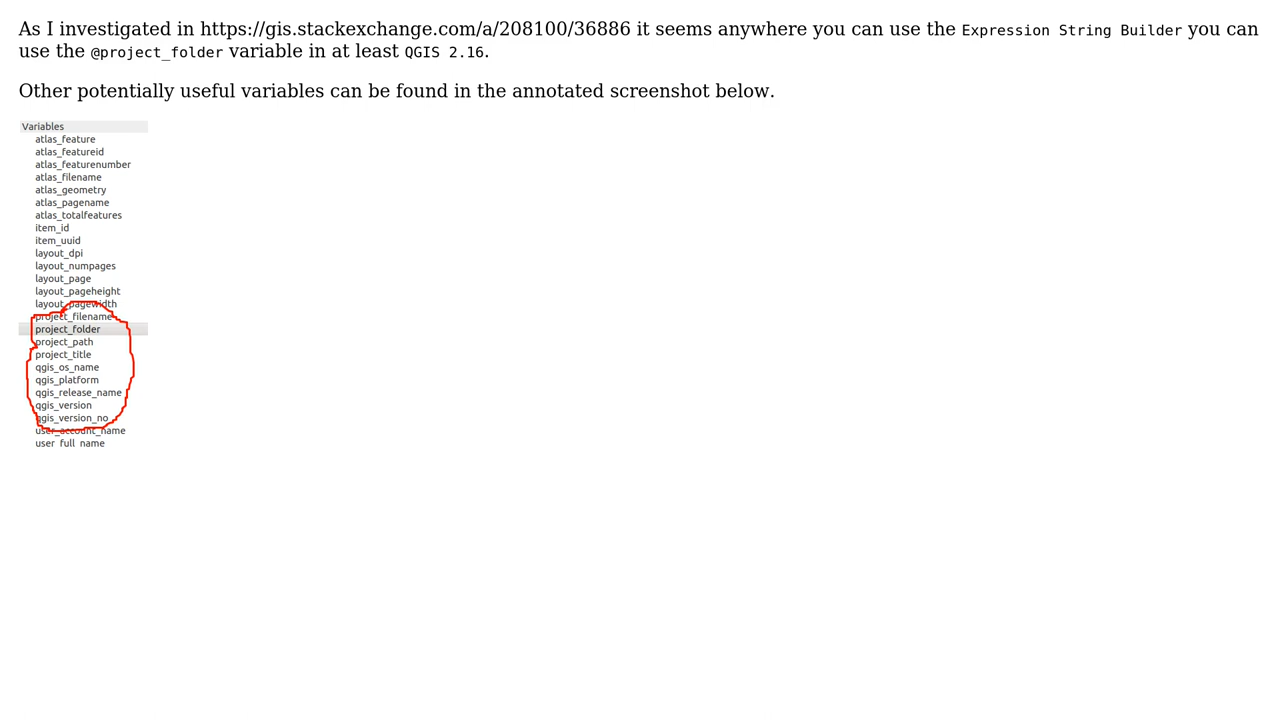 As I investigated in https://gis.stackexchange.com/a/208100/36886 it seems anywhere you can use the Expression String Builder you can
use the @project_folder variable in at least QGIS 2.16.
Other potentially useful variables can be found in the annotated screenshot below.
Variables
atlas_feature
atlas_featureid
atlas_featurenumber
atlas_filename
atlas_geometry
atlas_pagename
atlas_totalfeatures
item_id
item_uuid
layout_dpi
layout_numpages
layout_page
layout_pageheight
layout_pagewidth
project_filename
project_folder
project_path
project_title
qgis_os_name
qgis_platform
qgis_release_name
qgis_version
qgis_version_no
user_account_name
user_full_name